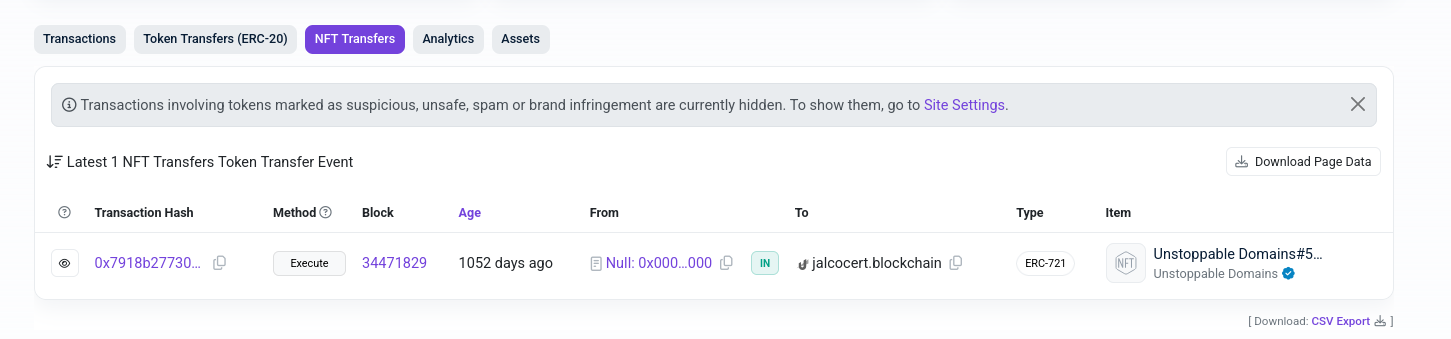 Transactions Token Transfers (ERC-20) NFT Transfers Analytics Assets
Transactions involving tokens marked as suspicious, unsafe, spam or brand infringement are currently hidden. To show them, go to Site Settings.
Latest 1 NFT Transfers Token Transfer Event Download Page Data
Transaction Hash Method Block Age From To Type Item
0x7918b27730... Execute 34471829 1052 days ago Null: 0x000...000 IN jalcocert.blockchain ERC-721 NFT Unstoppable Domains#5...
Unstoppable Domains
[ Download: CSV Export ]